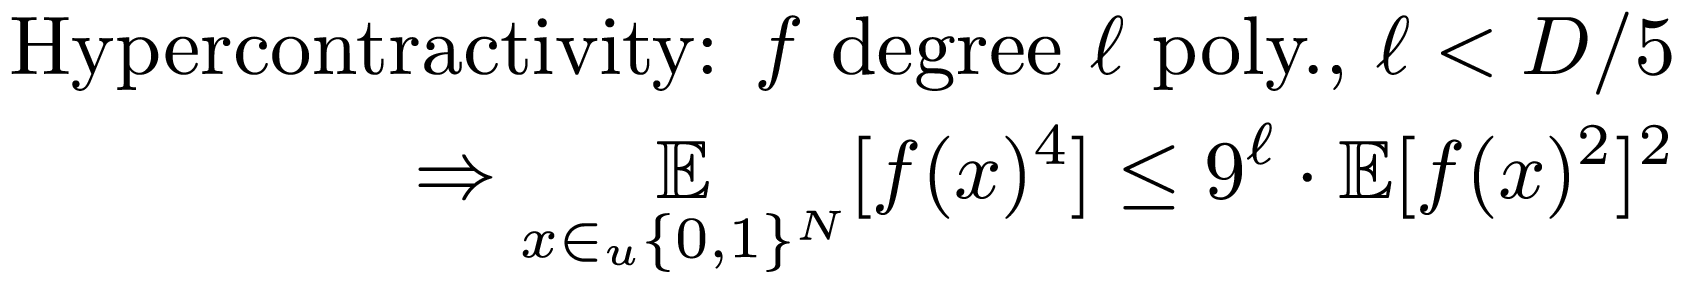 Hypercontractivity: f degree ℓ poly., ℓ < D/5
⇒ 𝔼_{x∈_u{0,1}^N} [f(x)^4] ≤ 9^ℓ · 𝔼[f(x)^2]^2